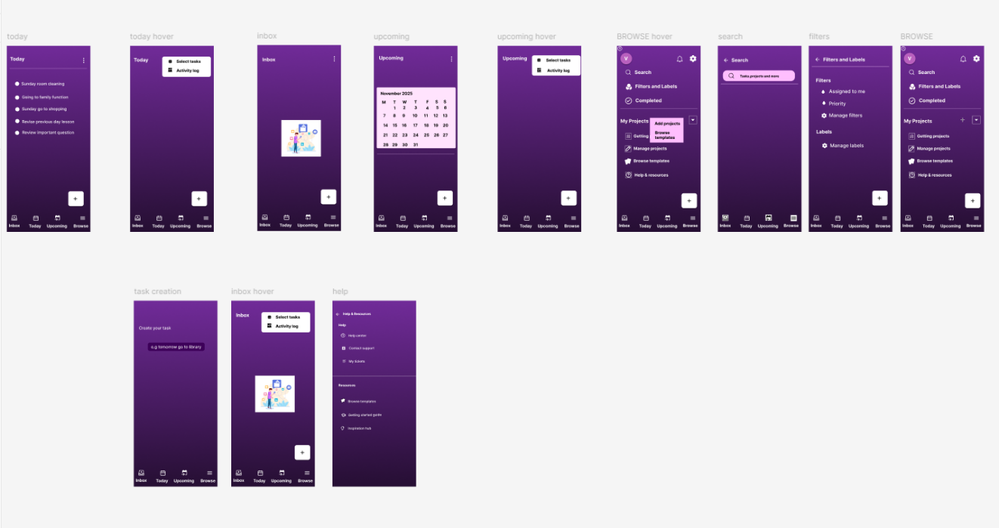 today
Today
Sunday room cleaning
Going to family function
Sunday go to shopping
Revise previous day lesson
Review important question
+
Inbox Today Upcoming Browse
today hover
Today
Select tasks
Activity log
+
Inbox Today Upcoming Browse
inbox
Inbox
+
Inbox Today Upcoming Browse
upcoming
Upcoming
November 2025
M T W T F S S
1 2 3 4 5 6
7 8 9 10 11 12 13
14 15 16 17 18 19 20
21 22 23 24 25 26 27
28 29 30 31
+
Inbox Today Upcoming Browse
upcoming hover
Upcoming
Select tasks
Activity log
+
Inbox Today Upcoming Browse
BROWSE hover
V
Search
Filters and Labels
Completed
My Projects
Add projects
Browse
templates
Getting
Manage projects
Browse templates
Help & resources
+
Inbox Today Upcoming Browse
search
Search
Tasks,projects and more
Inbox Today Upcoming Browse
filters
Filters and Labels
Filters
Assigned to me
Priority
Manage filters
Labels
Manage labels
+
Inbox Today Upcoming Browse
BROWSE
V
Search
Filters and Labels
Completed
My Projects +
Getting projects
Manage projects
Browse templates
Help & resources
+
Inbox Today Upcoming Browse
task creation
Create your task
e.g tomorrow go to library
Inbox Today Upcoming Browse
inbox hover
Inbox
Select tasks
Activity log
+
Inbox Today Upcoming Browse
help
Help & Resources
Help
Help center
Contact support
My tickets
Resources
Browse templates
Getting started guide
Inspiration hub